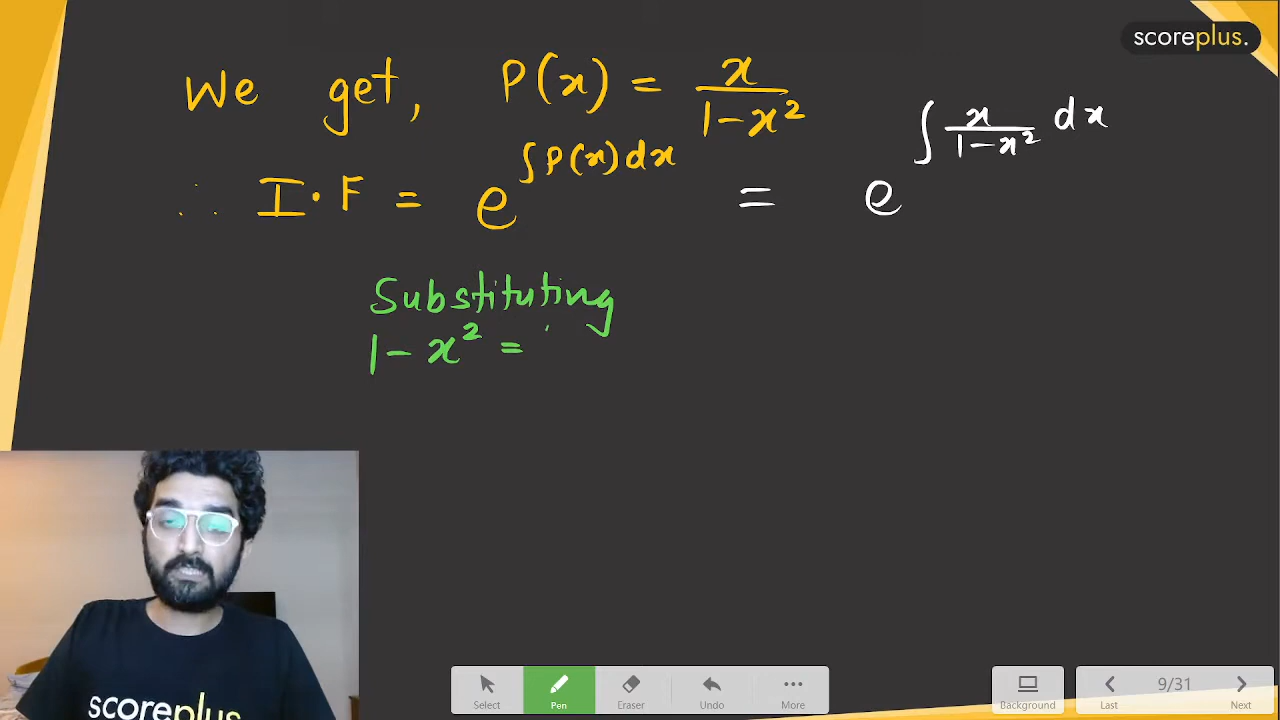 scoreplus.
We get, P(x) = x/(1-x²)
∴ I·F = e^(∫P(x)dx) = e^(∫ x/(1-x²) dx)
Substituting
1-x² =
scoreplus
Select Pen Eraser Undo More Background Last 9/31 Next